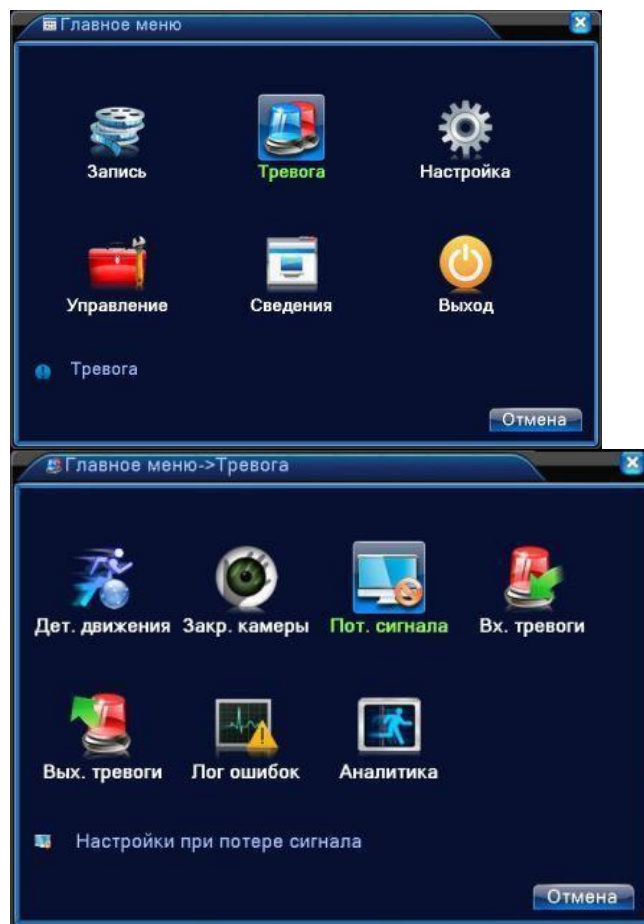 Главное меню
Запись Тревога Настройка
Управление Сведения Выход
Тревога
Отмена
Главное меню->Тревога
Дет. движения Закр. камеры Пот. сигнала Вх. тревоги
Вых. тревоги Лог ошибок Аналитика
Настройки при потере сигнала
Отмена